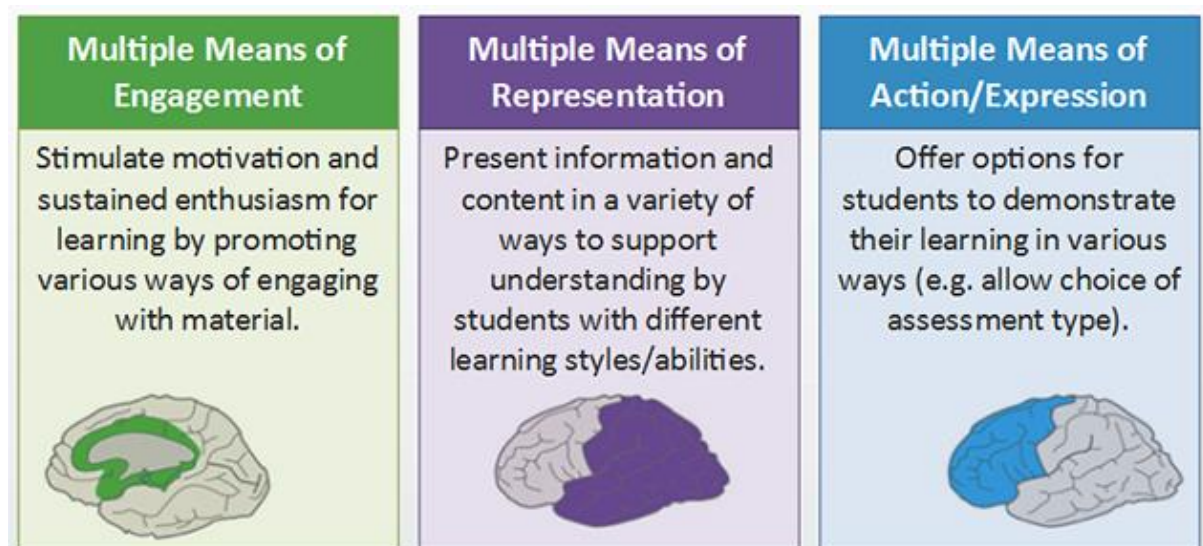 Multiple Means of
Engagement
Stimulate motivation and
sustained enthusiasm for
learning by promoting
various ways of engaging
with material.
Multiple Means of
Representation
Present information and
content in a variety of
ways to support
understanding by
students with different
learning styles/abilities.
Multiple Means of
Action/Expression
Offer options for
students to demonstrate
their learning in various
ways (e.g. allow choice of
assessment type).